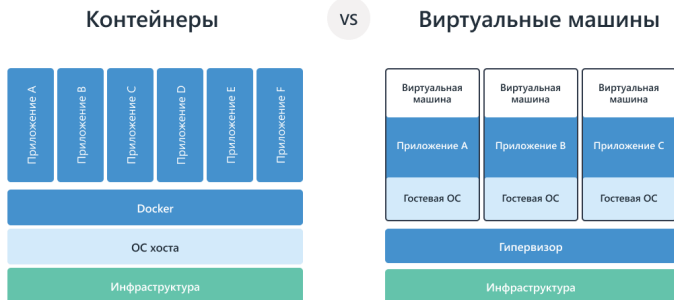 Контейнеры
VS
Виртуальные машины
Приложение A
Приложение B
Приложение C
Приложение D
Приложение E
Приложение F
Docker
ОС хоста
Инфраструктура
Виртуальная
машина
Приложение A
Гостевая ОС
Виртуальная
машина
Приложение B
Гостевая ОС
Виртуальная
машина
Приложение C
Гостевая ОС
Гипервизор
Инфраструктура